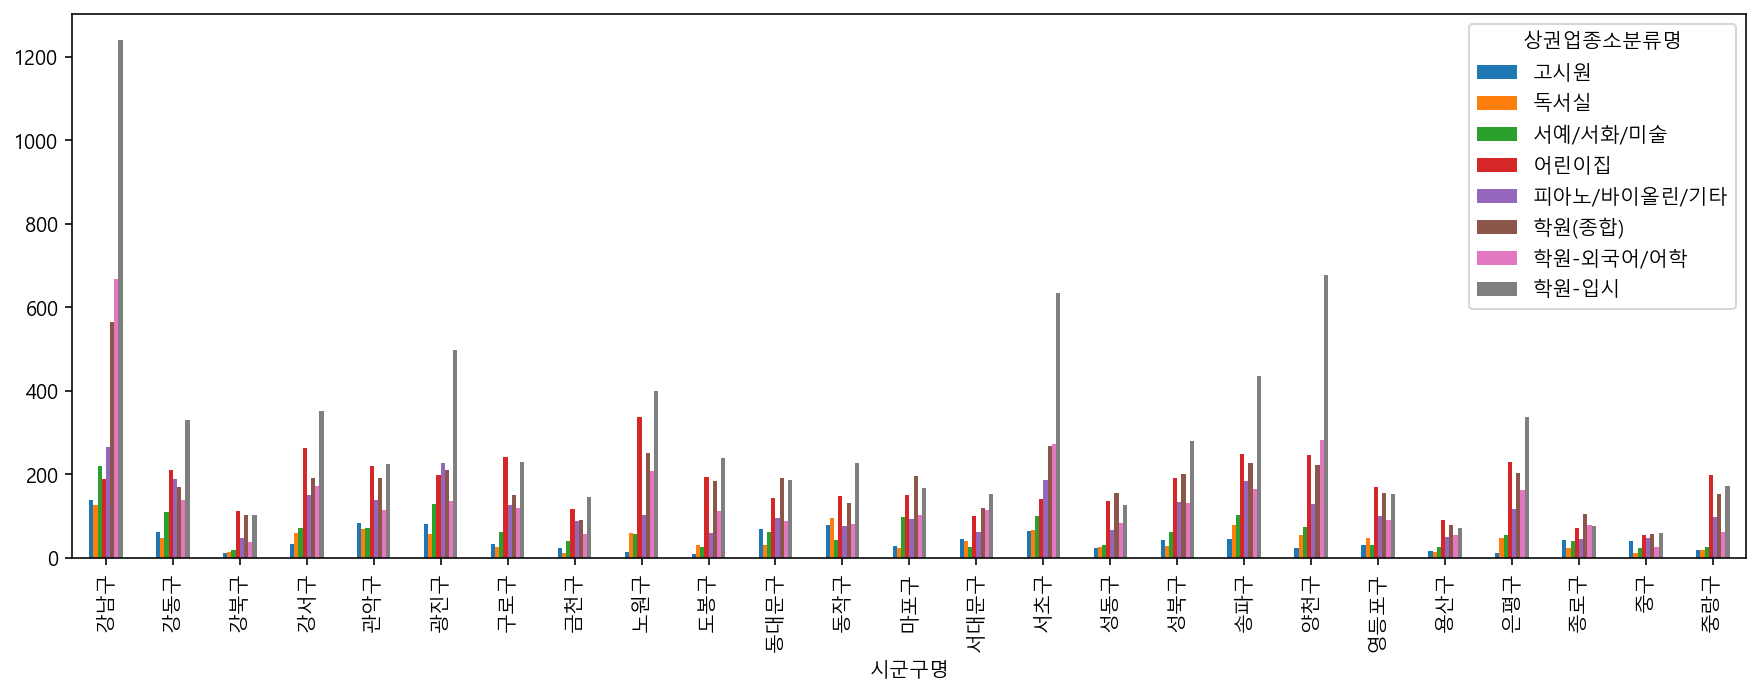 1200
1000
800
600
400
200
0
상권업종소분류명
고시원
독서실
서예/서화/미술
어린이집
피아노/바이올린/기타
학원(종합)
학원-외국어/어학
학원-입시
강남구
강동구
강북구
강서구
관악구
광진구
구로구
금천구
노원구
도봉구
동대문구
동작구
마포구
서대문구
서초구
성동구
성북구
송파구
양천구
영등포구
용산구
은평구
종로구
중구
중랑구
시군구명